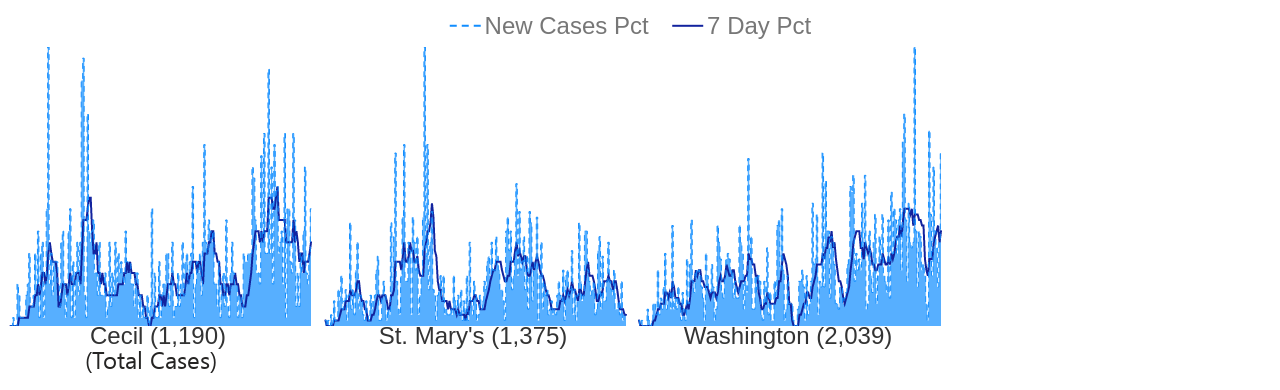 New Cases Pct 7 Day Pct
Cecil (1,190) St. Mary's (1,375) Washington (2,039)
(Total Cases)